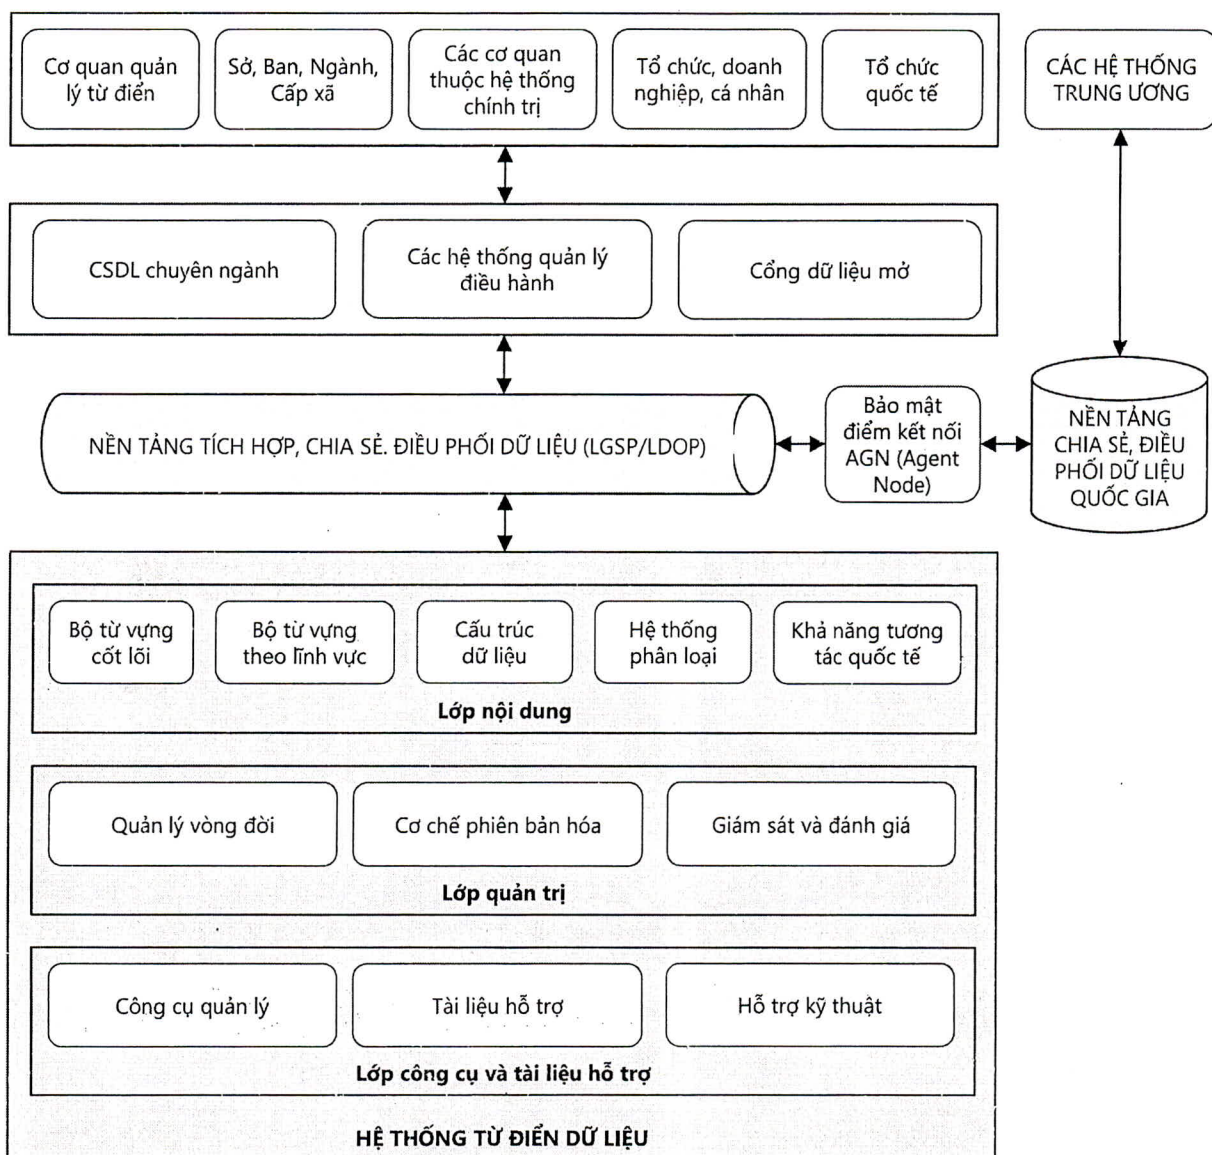 Cơ quan quản
lý từ điển
Sở, Ban, Ngành,
Cấp xã
Các cơ quan
thuộc hệ thống
chính trị
Tổ chức, doanh
nghiệp, cá nhân
Tổ chức
quốc tế
CÁC HỆ THỐNG
TRUNG ƯƠNG
CSDL chuyên ngành
Các hệ thống quản lý
điều hành
Cổng dữ liệu mở
NỀN TẢNG TÍCH HỢP, CHIA SẺ. ĐIỀU PHỐI DỮ LIỆU (LGSP/LDOP)
Bảo mật
điểm kết nối
AGN (Agent
Node)
NỀN TẢNG
CHIA SẺ, ĐIỀU
PHỐI DỮ LIỆU
QUỐC GIA
Bộ từ vựng
cốt lõi
Bộ từ vựng
theo lĩnh vực
Cấu trúc
dữ liệu
Hệ thống
phân loại
Khả năng tương
tác quốc tế
Lớp nội dung
Quản lý vòng đời
Cơ chế phiên bản hóa
Giám sát và đánh giá
Lớp quản trị
Công cụ quản lý
Tài liệu hỗ trợ
Hỗ trợ kỹ thuật
Lớp công cụ và tài liệu hỗ trợ
HỆ THỐNG TỪ ĐIỂN DỮ LIỆU